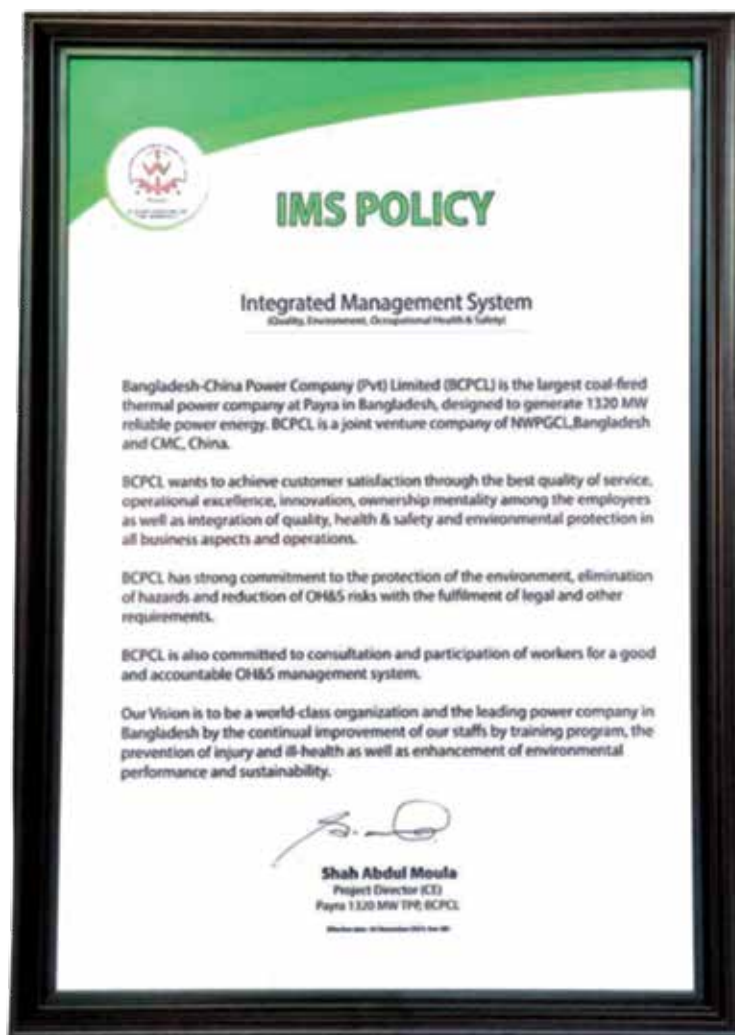 IMS POLICY
Integrated Management System
(Quality, Environment, Occupational Health & Safety)
Bangladesh-China Power Company (Pvt) Limited (BCPCL) is the largest coal-fired
thermal power company at Payra in Bangladesh, designed to generate 1320 MW
reliable power energy. BCPCL is a joint venture company of NWPGCL,Bangladesh
and CMC, China.
BCPCL wants to achieve customer satisfaction through the best quality of service,
operational excellence, innovation, ownership mentality among the employees
as well as integration of quality, health & safety and environmental protection in
all business aspects and operations.
BCPCL has strong commitment to the protection of the environment, elimination
of hazards and reduction of OH&S risks with the fulfilment of legal and other
requirements.
BCPCL is also committed to consultation and participation of workers for a good
and accountable OH&S management system.
Our Vision is to be a world-class organization and the leading power company in
Bangladesh by the continual improvement of our staffs by training program, the
prevention of injury and ill-health as well as enhancement of environmental
performance and sustainability.
Shah Abdul Moula
Project Director (CE)
Payra 1320 MW TPP, BCPCL
Effective date: